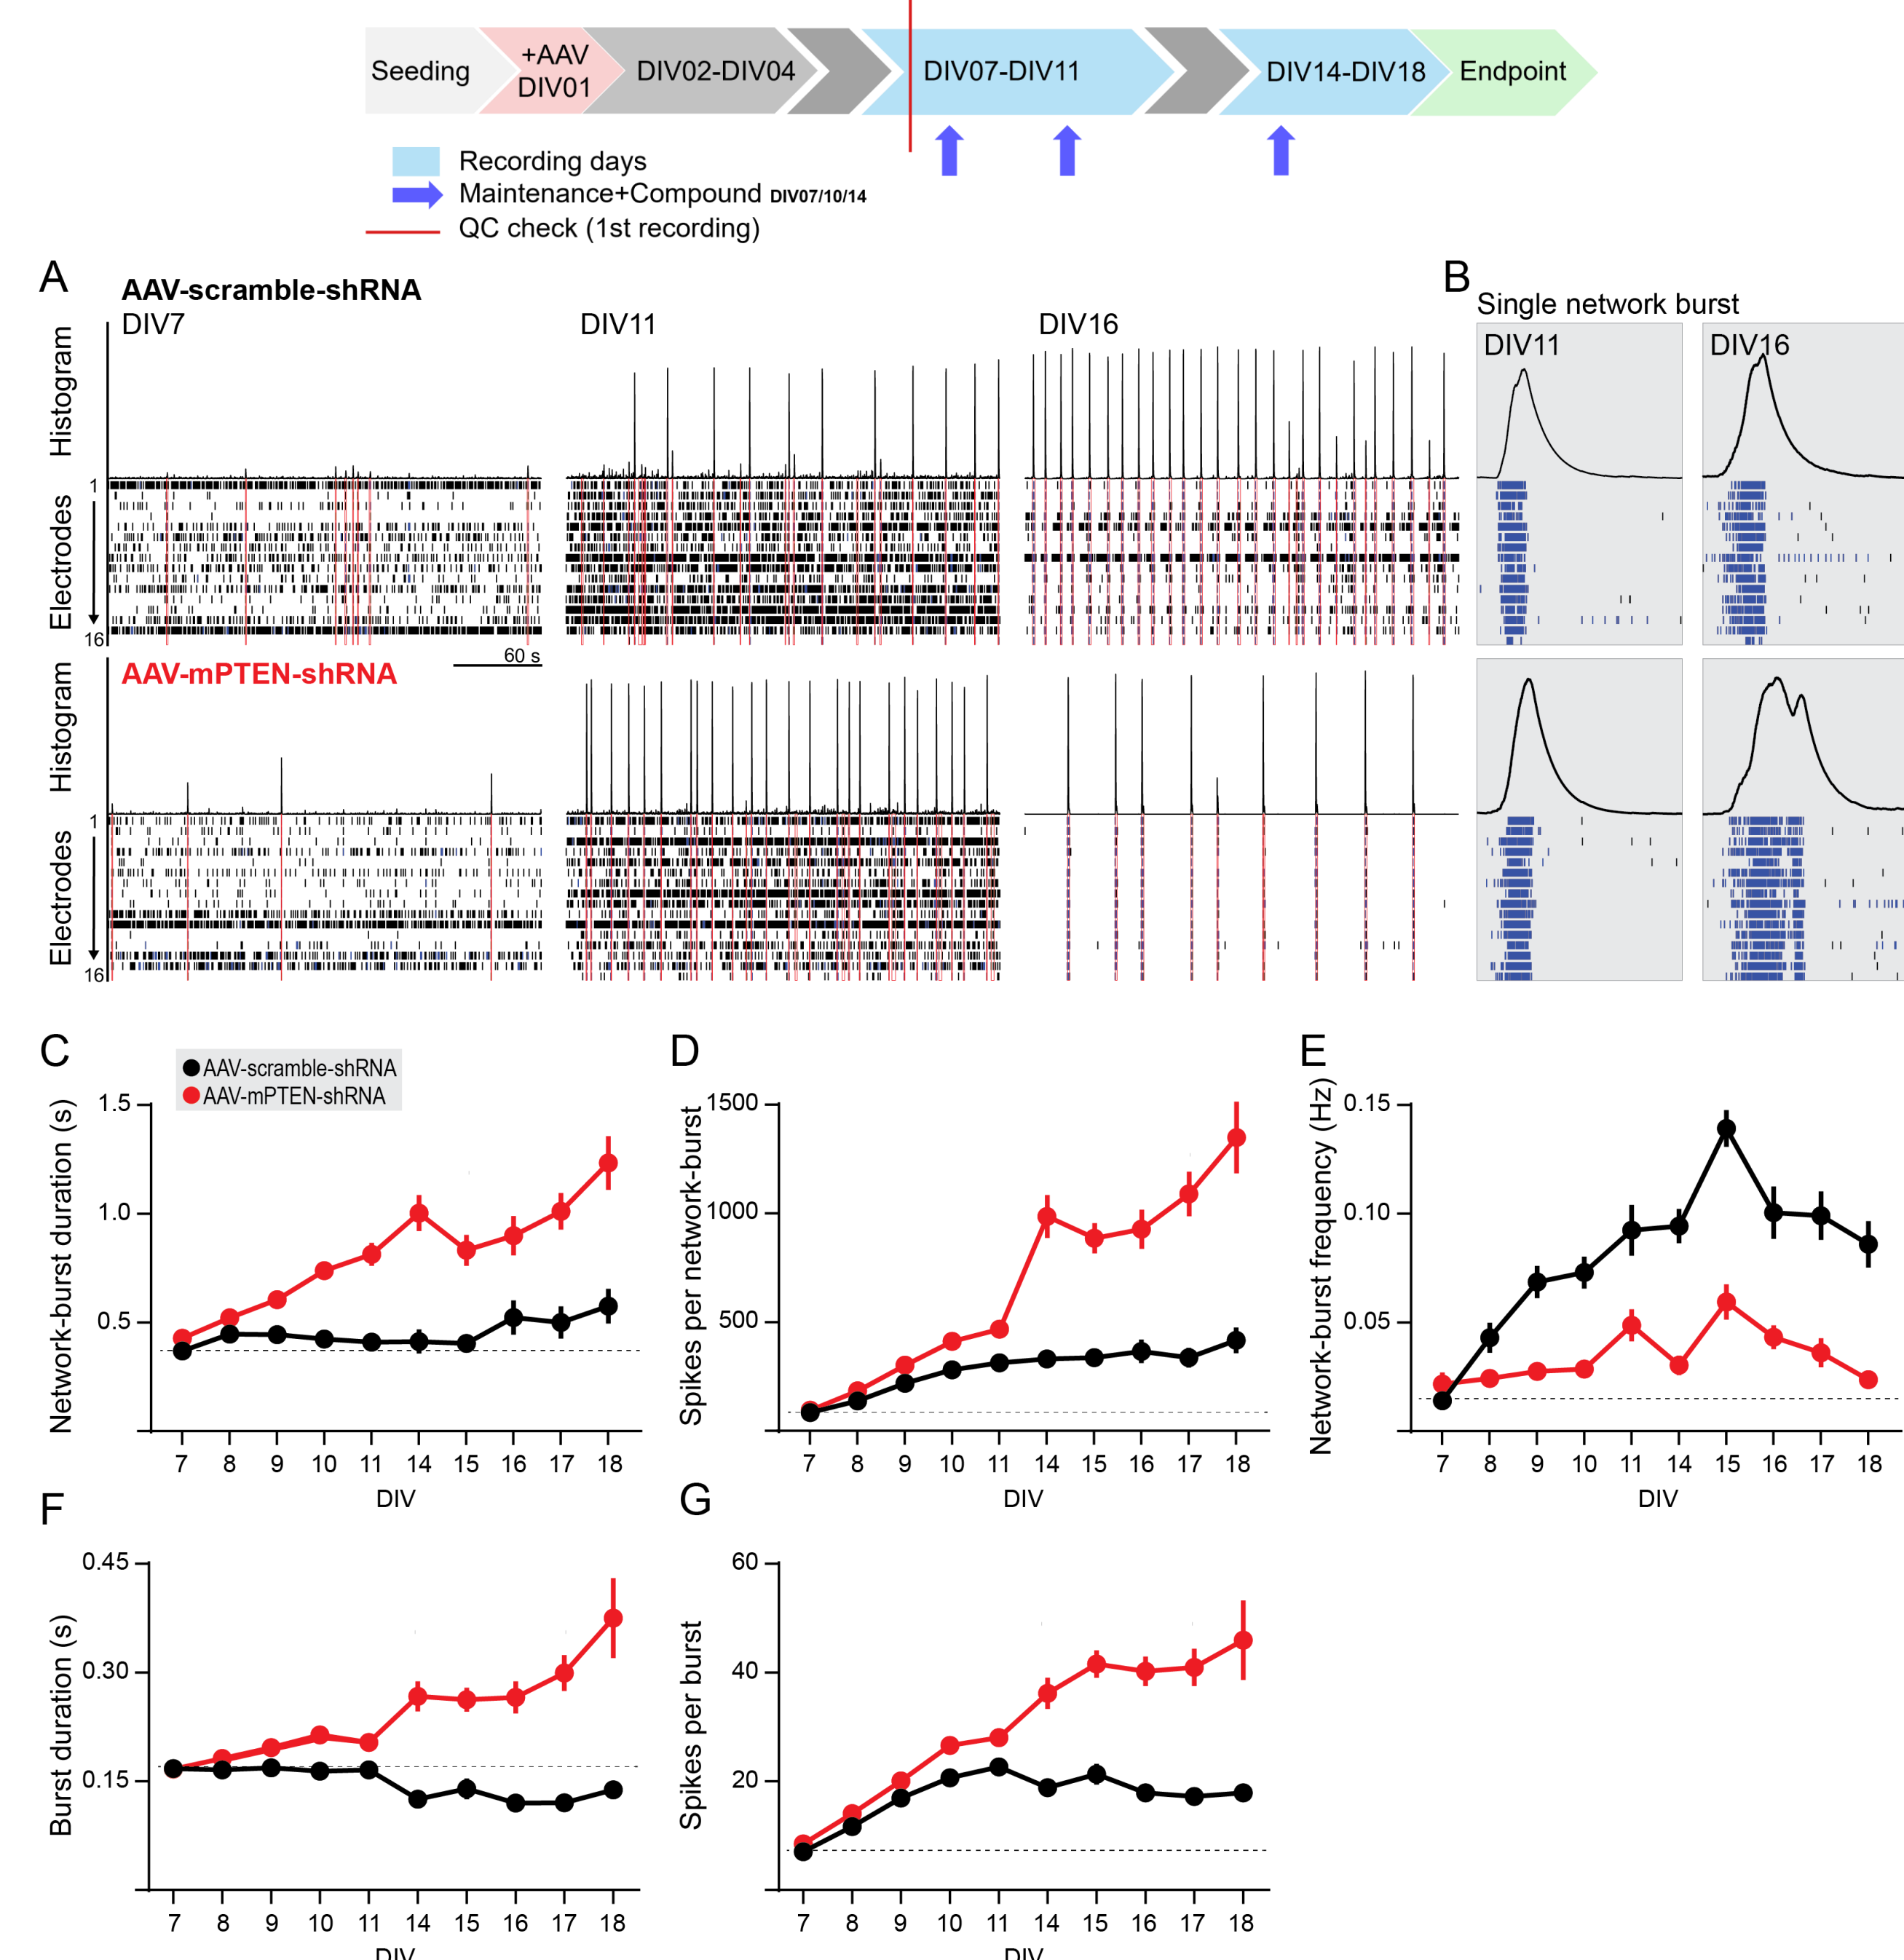 Seeding
+AAV
DIV01
DIV02-DIV04
DIV07-DIV11
DIV14-DIV18
Endpoint
Recording days
Maintenance+Compound DIV07/10/14
QC check (1st recording)
A
AAV-scramble-shRNA
DIV7
DIV11
DIV16
Histogram
1
Electrodes
16
60 s
AAV-mPTEN-shRNA
Histogram
1
Electrodes
16
B
Single network burst
DIV11
DIV16
C
AAV-scramble-shRNA
AAV-mPTEN-shRNA
Network-burst duration (s)
1.5
1.0
0.5
7 8 9 10 11 14 15 16 17 18
DIV
D
Spikes per network-burst
1500
1000
500
7 8 9 10 11 14 15 16 17 18
DIV
E
Network-burst frequency (Hz)
0.15
0.10
0.05
7 8 9 10 11 14 15 16 17 18
DIV
F
Burst duration (s)
0.45
0.30
0.15
7 8 9 10 11 14 15 16 17 18
DIV
G
Spikes per burst
60
40
20
7 8 9 10 11 14 15 16 17 18
DIV